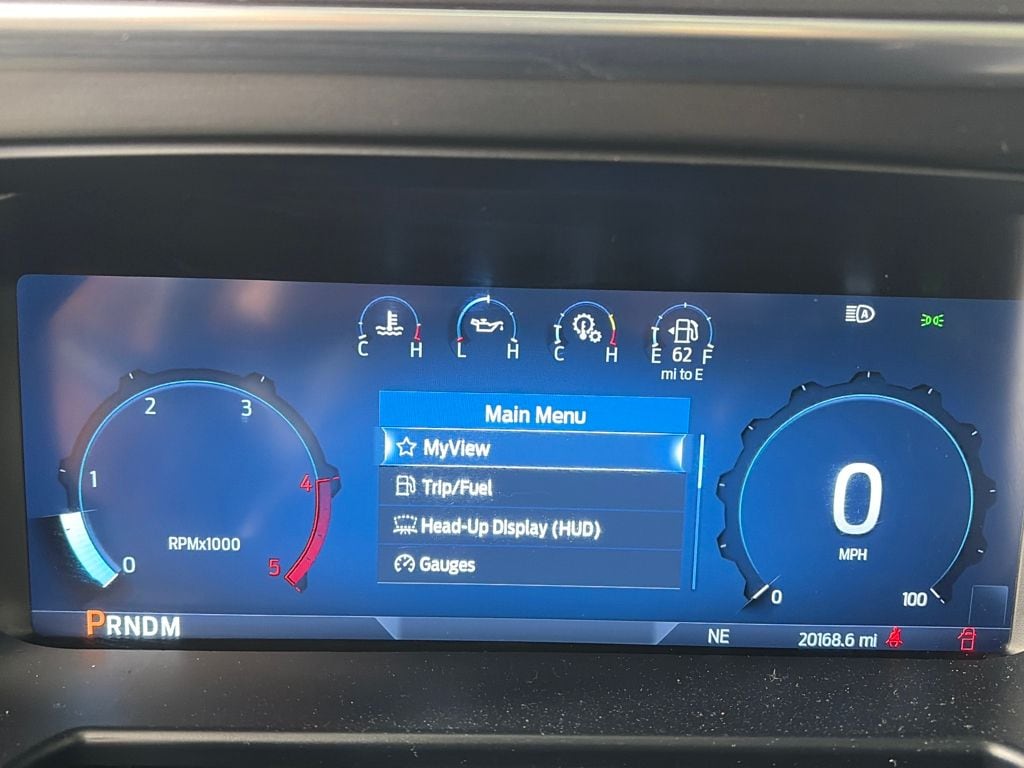 C H
L H
C H
E 62 F
mi to E
A
Main Menu
MyView
Trip/Fuel
Head-Up Display (HUD)
Gauges
0
1
2
3
4
5
RPMx1000
0
MPH
0
100
PRNDM
NE
20168.6 mi